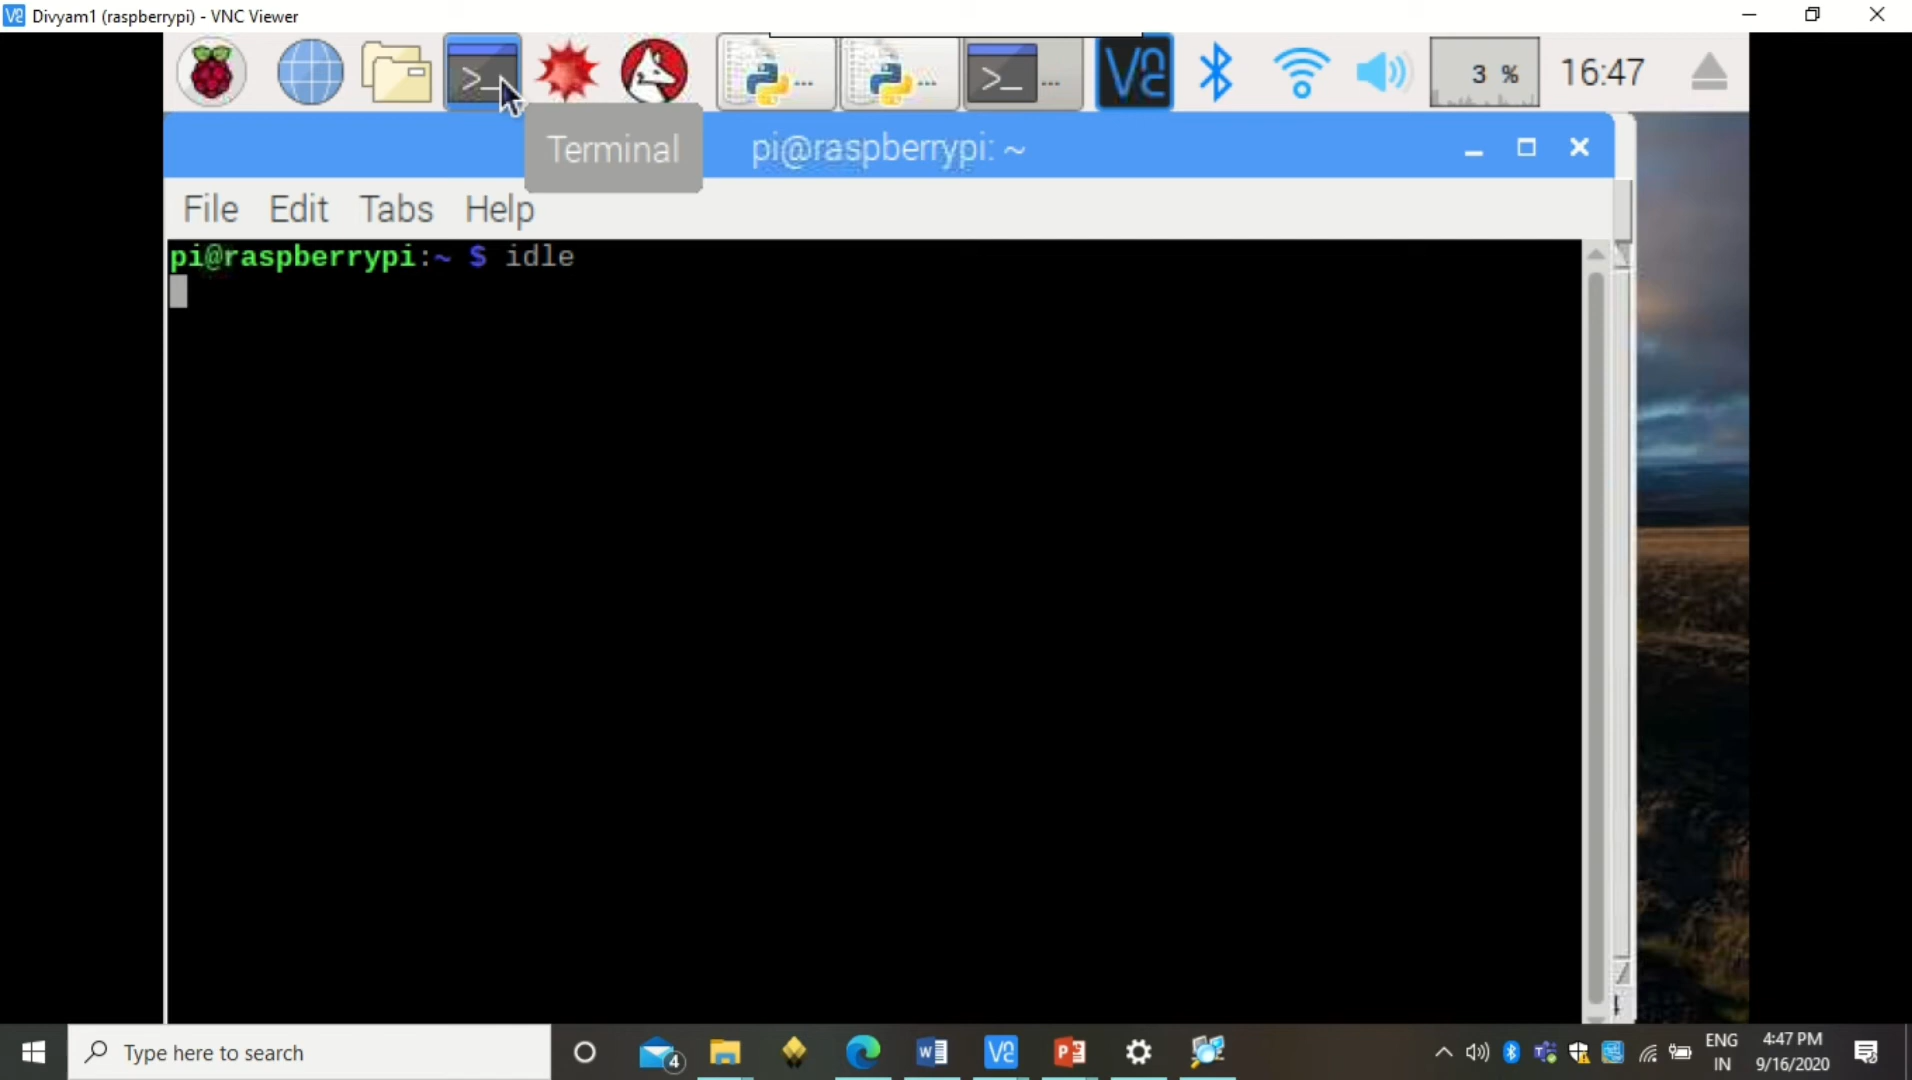 Divyam1 (raspberrypi) - VNC Viewer
... ... ... 3 % 16:47
Terminal
pi@raspberrypi: ~
File Edit Tabs Help
pi@raspberrypi:~ $ idle
Type here to search
4
ENG
IN
4:47 PM
9/16/2020